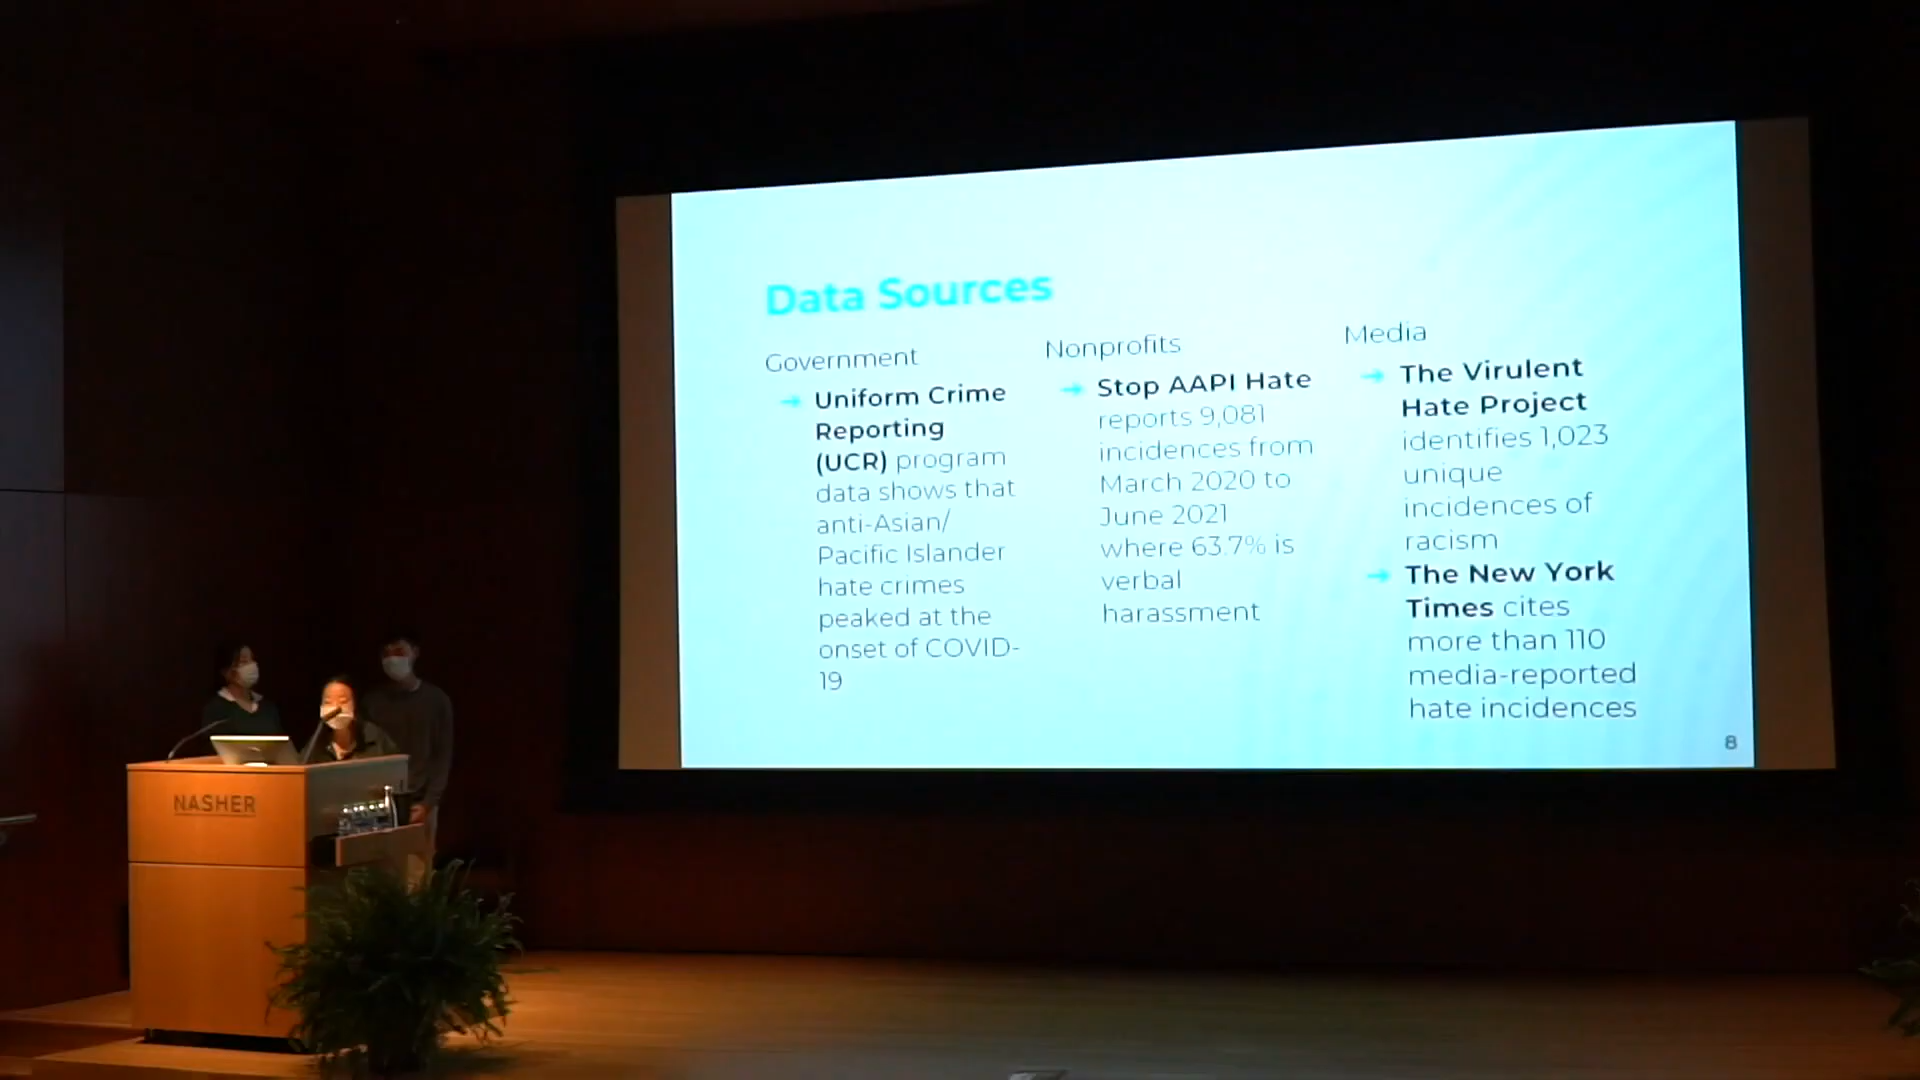 Data Sources
Government
Uniform Crime
Reporting
(UCR) program
data shows that
anti-Asian/
Pacific Islander
hate crimes
peaked at the
onset of COVID-
19
Nonprofits
Stop AAPI Hate
reports 9,081
incidences from
March 2020 to
June 2021
where 63.7% is
verbal
harassment
Media
The Virulent
Hate Project
identifies 1,023
unique
incidences of
racism
The New York
Times cites
more than 110
media-reported
hate incidences
8
NASHER